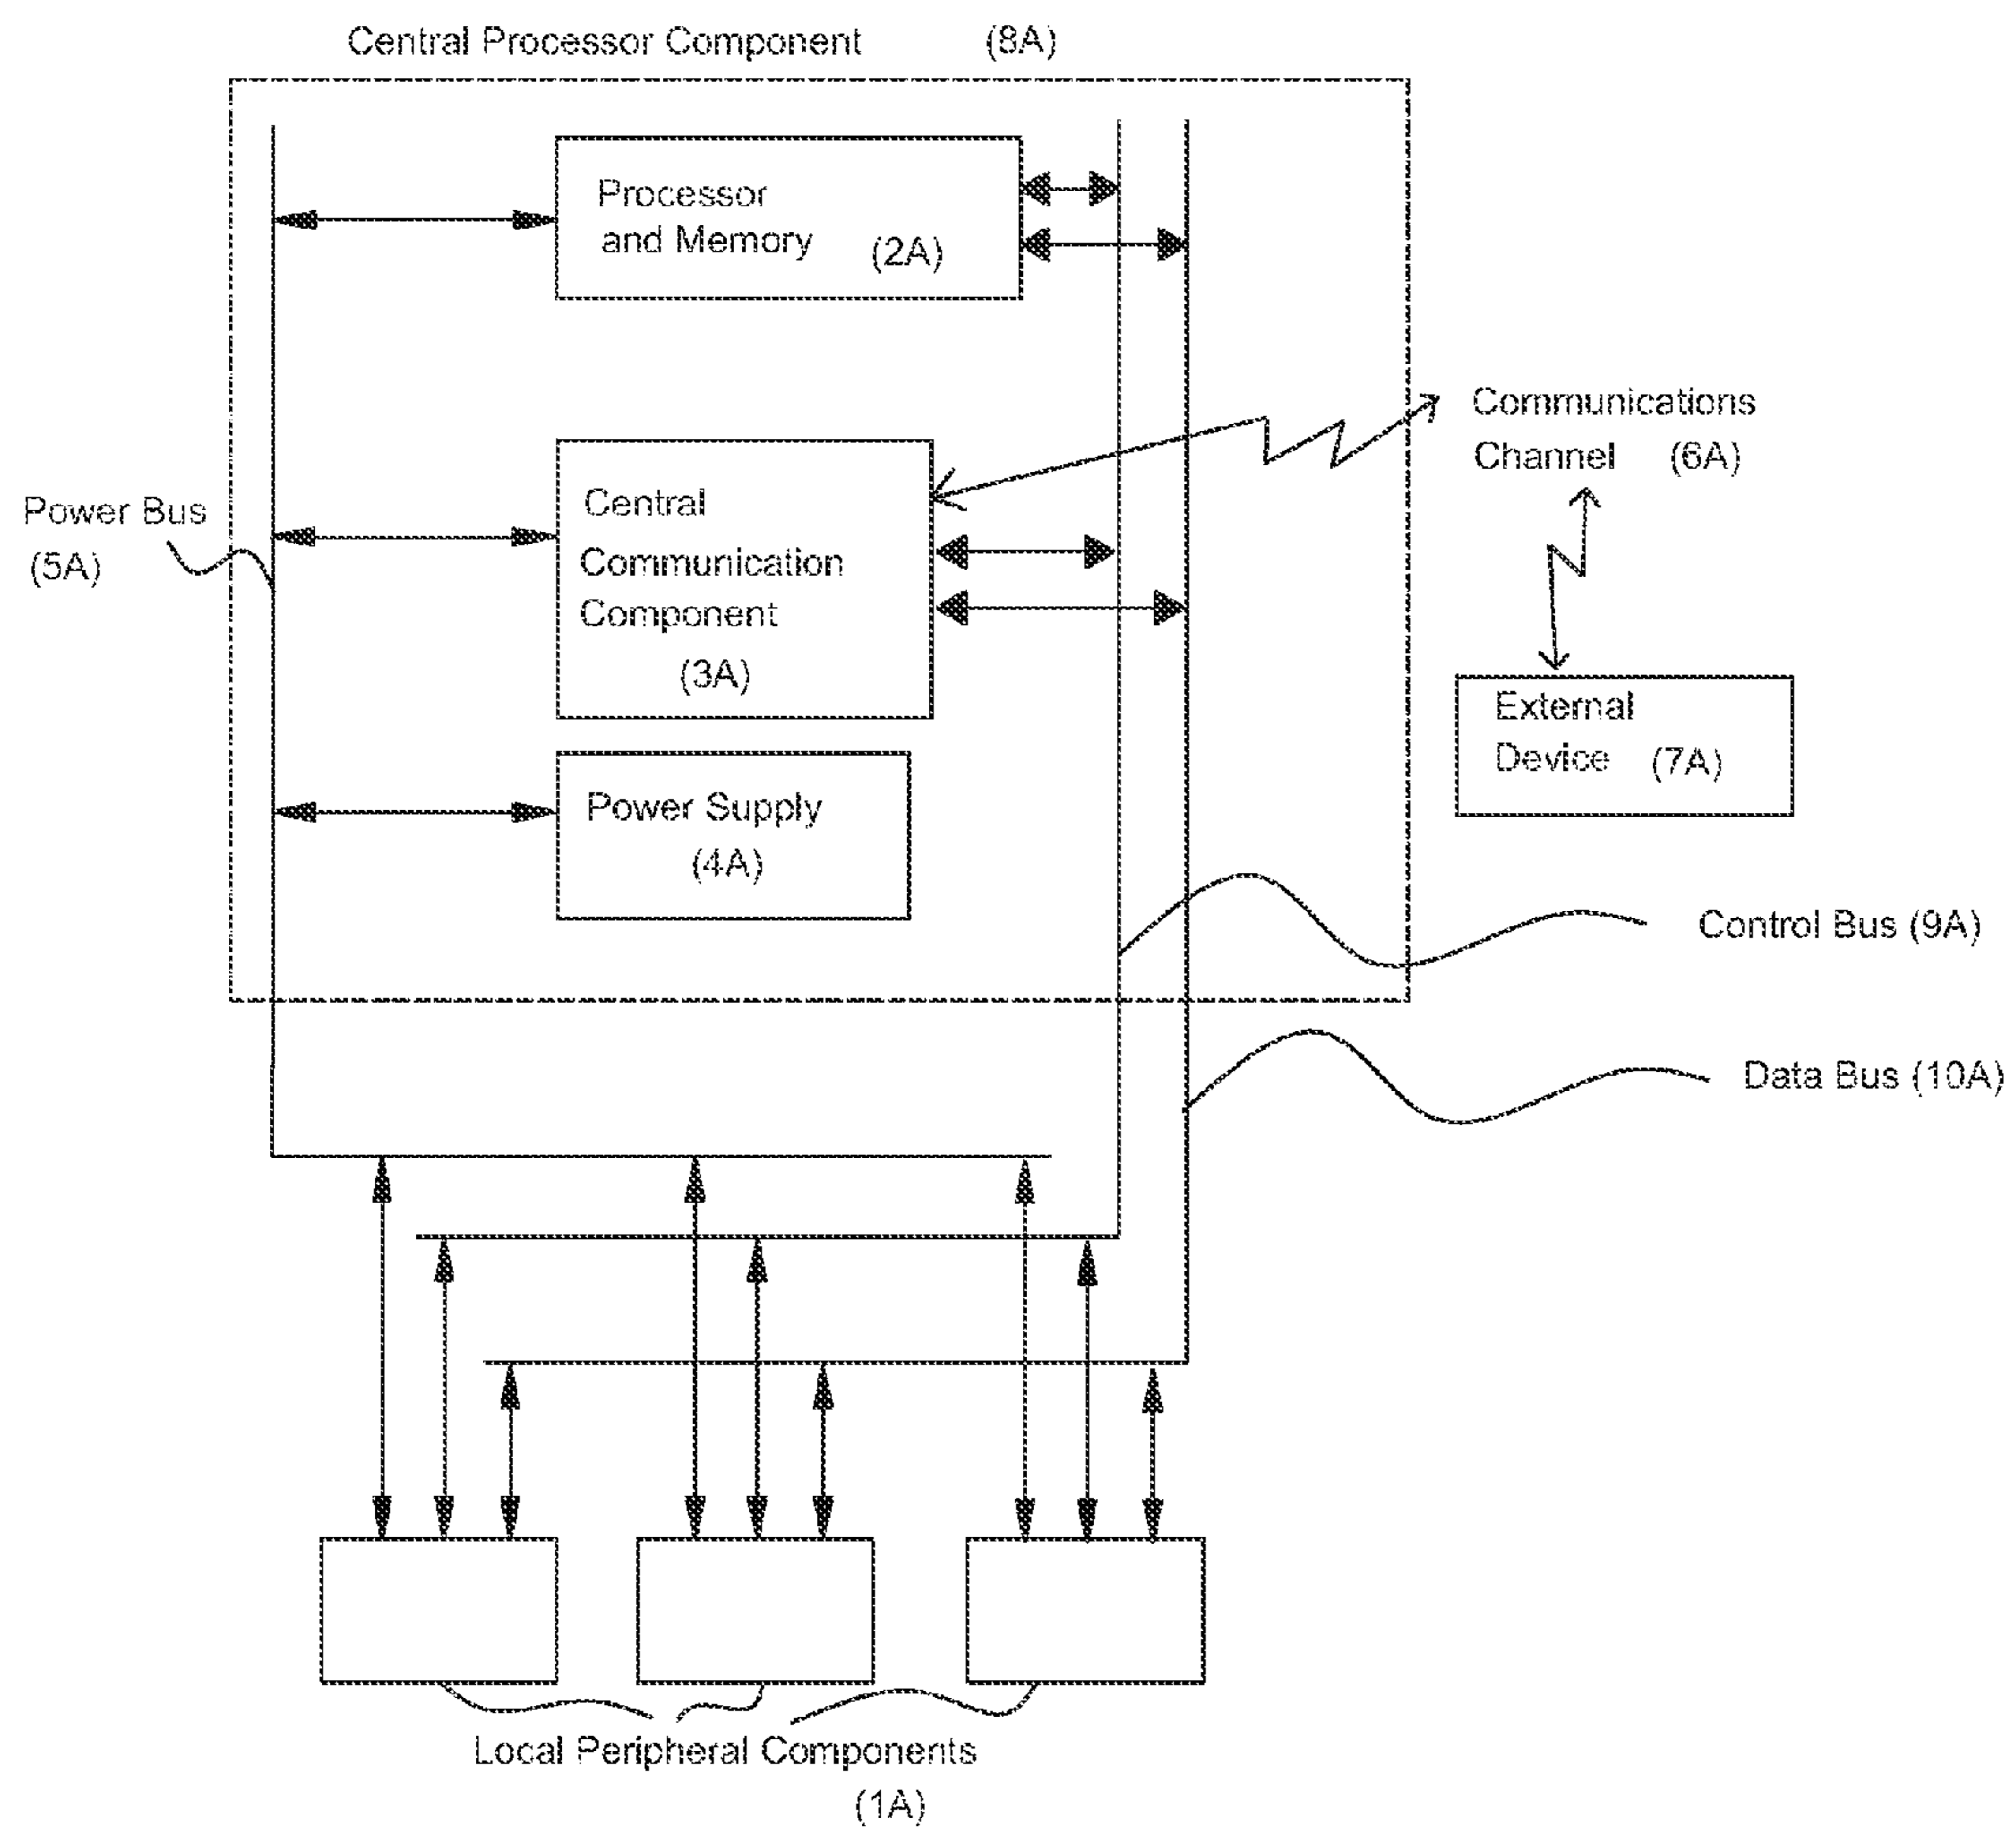 Central Processor Component (8A)
Processor
and Memory (2A)
Communications
Channel (6A)
Central
Communication
Component
(3A)
Power Bus
(5A)
External
Device (7A)
Power Supply
(4A)
Control Bus (9A)
Data Bus (10A)
Local Peripheral Components
(1A)